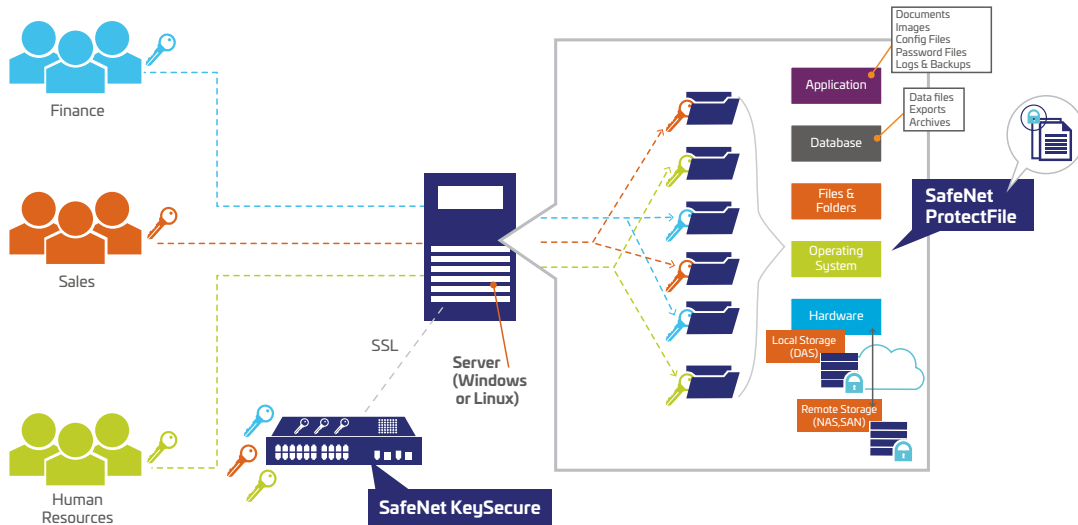 Finance
Sales
Human
Resources
SSL
Server
(Windows
or Linux)
SafeNet KeySecure
Documents
Images
Config Files
Password Files
Logs & Backups
Application
Data files
Exports
Archives
Database
Files &
Folders
SafeNet
ProtectFile
Operating
System
Hardware
Local Storage
(DAS)
Remote Storage
(NAS,SAN)